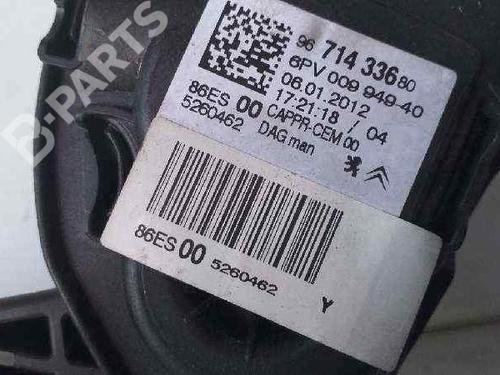 96 714 336 80
6PV 009 949-40
06.01.2012
17:21:18 / 04
86ES 00 CAPPR-CEM 00
5260462 DAG man
86ES 00 5260462 Y
B-PARTS
B-PARTS